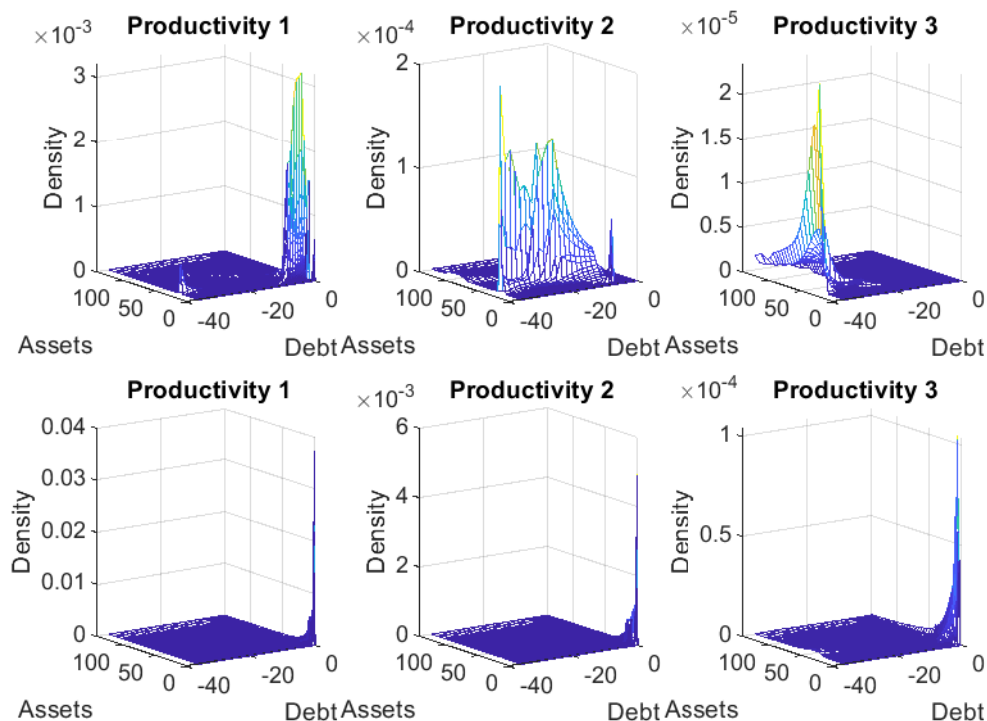 Productivity 1
×10⁻³
3
2
1
0
Density
100
50
0
Assets
-40
-20
0
Debt
Productivity 2
×10⁻⁴
2
1
0
Density
100
50
0
Assets
-40
-20
0
Debt
Productivity 3
×10⁻⁵
2
1.5
1
0.5
0
Density
100
50
0
Assets
-40
-20
0
Debt
Productivity 1
0.04
0.03
0.02
0.01
0
Density
100
50
0
Assets
-40
-20
0
Debt
Productivity 2
×10⁻³
6
4
2
0
Density
100
50
0
Assets
-40
-20
0
Debt
Productivity 3
×10⁻⁴
1
0.5
0
Density
100
50
0
Assets
-40
-20
0
Debt